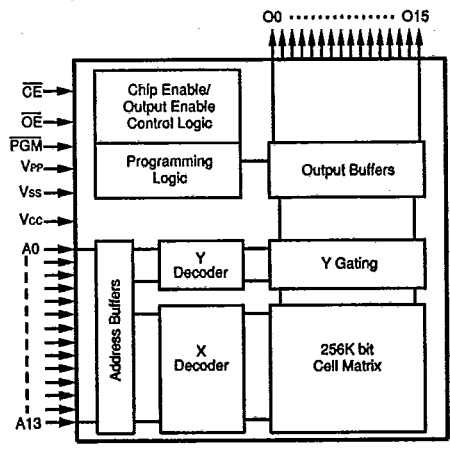 O0 O15
CE
OE
PGM
VPP
VSS
VCC
A0
A13
Chip Enable/
Output Enable
Control Logic
Programming
Logic
Output Buffers
Address Buffers
Y
Decoder
Y Gating
X
Decoder
256K bit
Cell Matrix